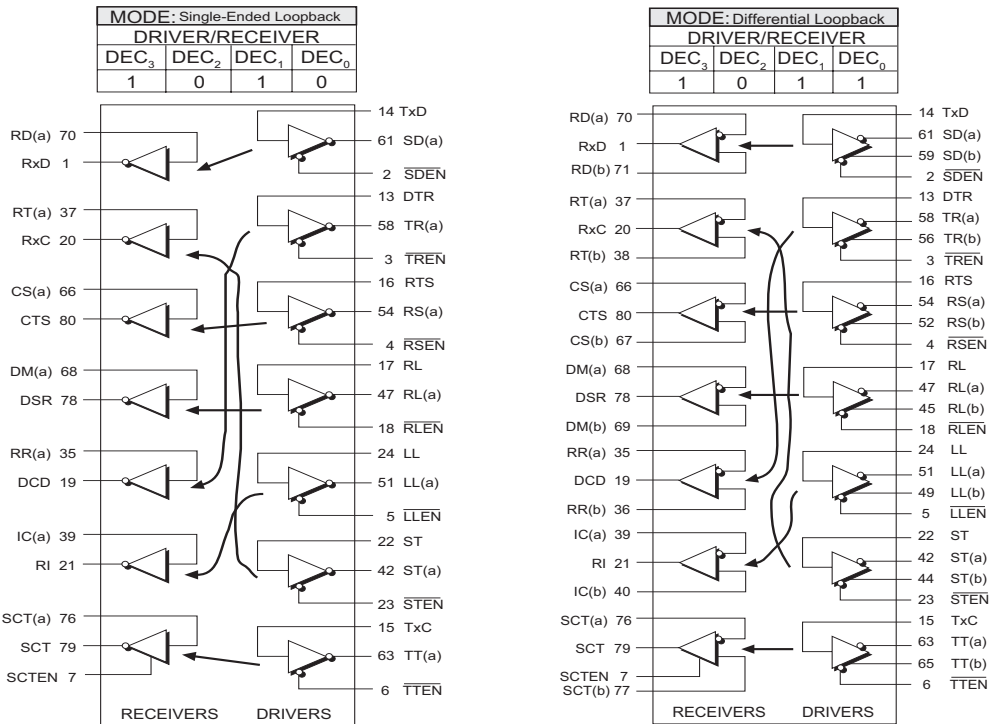 MODE: Single-Ended Loopback
DRIVER/RECEIVER
DEC3 DEC2 DEC1 DEC0
1 0 1 0
14 TxD
RD(a) 70
61 SD(a)
RxD 1
2 SDEN
13 DTR
RT(a) 37
58 TR(a)
RxC 20
3 TREN
16 RTS
CS(a) 66
54 RS(a)
CTS 80
4 RSEN
17 RL
DM(a) 68
47 RL(a)
DSR 78
18 RLEN
24 LL
RR(a) 35
51 LL(a)
DCD 19
5 LLEN
22 ST
IC(a) 39
42 ST(a)
RI 21
23 STEN
15 TxC
SCT(a) 76
63 TT(a)
SCT 79
SCTEN 7
6 TTEN
RECEIVERS DRIVERS
MODE: Differential Loopback
DRIVER/RECEIVER
DEC3 DEC2 DEC1 DEC0
1 0 1 1
14 TxD
RD(a) 70
61 SD(a)
RxD 1
59 SD(b)
RD(b) 71
2 SDEN
13 DTR
RT(a) 37
58 TR(a)
RxC 20
56 TR(b)
RT(b) 38
3 TREN
16 RTS
CS(a) 66
54 RS(a)
CTS 80
52 RS(b)
CS(b) 67
4 RSEN
17 RL
DM(a) 68
47 RL(a)
DSR 78
45 RL(b)
DM(b) 69
18 RLEN
24 LL
RR(a) 35
51 LL(a)
DCD 19
49 LL(b)
RR(b) 36
5 LLEN
22 ST
IC(a) 39
42 ST(a)
RI 21
44 ST(b)
IC(b) 40
23 STEN
15 TxC
SCT(a) 76
63 TT(a)
SCT 79
65 TT(b)
SCTEN 7
6 TTEN
SCT(b) 77
RECEIVERS DRIVERS